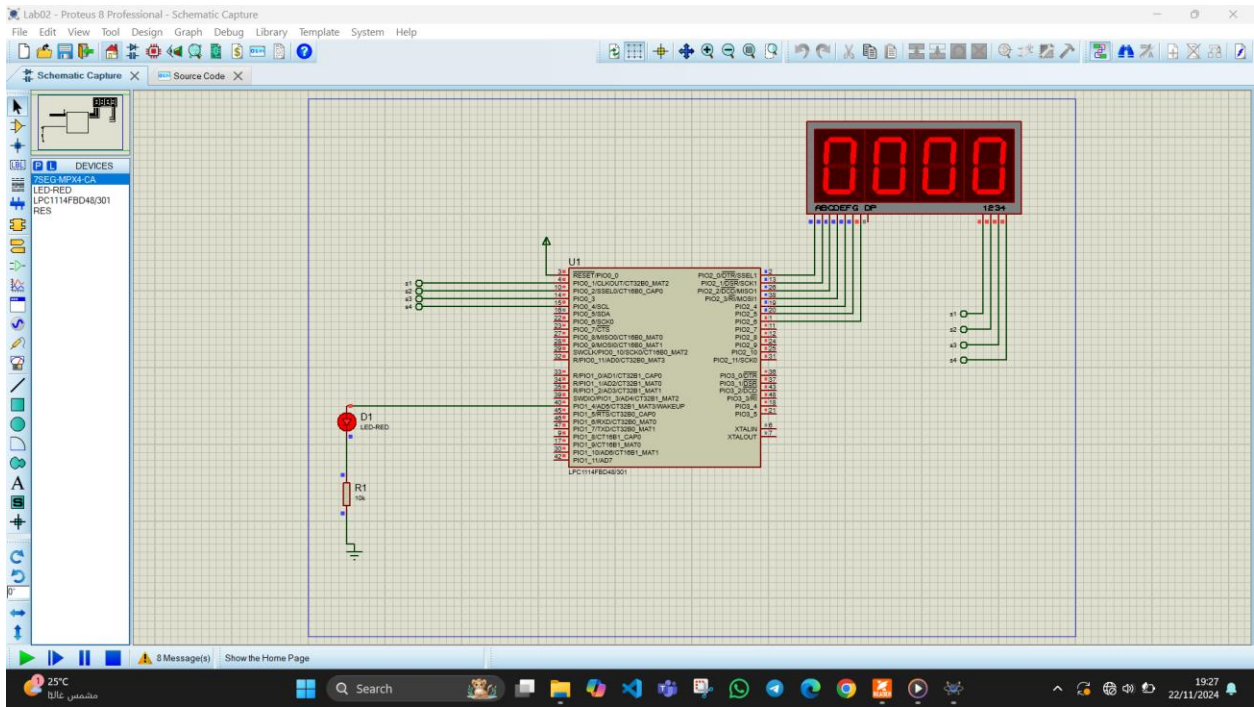 Lab02 - Proteus 8 Professional - Schematic Capture
File Edit View Tool Design Graph Debug Library Template System Help
Schematic Capture
Source Code
P L DEVICES
7SEG-MPX4-CA
LED-RED
LPC1114FBD48/301
RES
0000
ABCDEFG DP
1234
U1
RESET/PIO0_0
PIO0_1/CLKOUT/CT32B0_MAT2
PIO0_2/SSEL0/CT16B0_CAP0
PIO0_3
PIO0_4/SCL
PIO0_5/SDA
PIO0_6/SCK0
PIO0_7/CTS
PIO0_8/MISO0/CT16B0_MAT0
PIO0_9/MOSI0/CT16B0_MAT1
SWCLK/PIO0_10/SCK0/CT16B0_MAT2
R/PIO0_11/AD0/CT32B0_MAT3
R/PIO1_0/AD1/CT32B1_CAP0
R/PIO1_1/AD2/CT32B1_MAT0
R/PIO1_2/AD3/CT32B1_MAT1
SWDIO/PIO1_3/AD4/CT32B1_MAT2
PIO1_4/AD5/CT32B1_MAT3/WAKEUP
PIO1_5/RTS/CT32B0_CAP0
PIO1_6/RXD/CT32B0_MAT0
PIO1_7/TXD/CT32B0_MAT1
PIO1_8/CT16B1_CAP0
PIO1_9/CT16B1_MAT0
PIO1_10/AD6/CT16B1_MAT1
PIO1_11/AD7
PIO2_0/DTR/SSEL1
PIO2_1/DSR/SCK1
PIO2_2/DCD/MISO1
PIO2_3/RI/MOSI1
PIO2_4
PIO2_5
PIO2_6
PIO2_7
PIO2_8
PIO2_9
PIO2_10
PIO2_11/SCK0
PIO3_0/DTR
PIO3_1/DSR
PIO3_2/DCD
PIO3_3/RI
PIO3_4
PIO3_5
XTALIN
XTALOUT
LPC1114FBD48/301
s1
s2
s3
s4
s1
s2
s3
s4
D1
LED-RED
R1
10k
LBL
A
S
0°
8 Message(s)
Show the Home Page
1
25°C
مشمس غالبًا
Search
19:27
22/11/2024